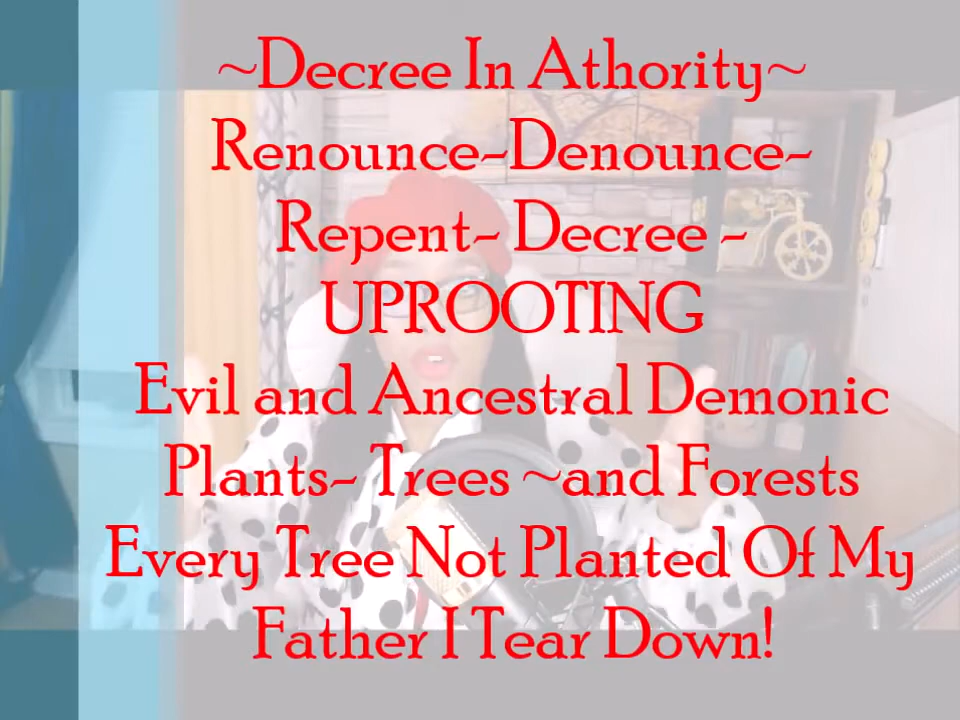 ~Decree In Athority~
Renounce-Denounce-
Repent- Decree -
UPROOTING
Evil and Ancestral Demonic
Plants- Trees ~and Forests
Every Tree Not Planted Of My
Father I Tear Down!